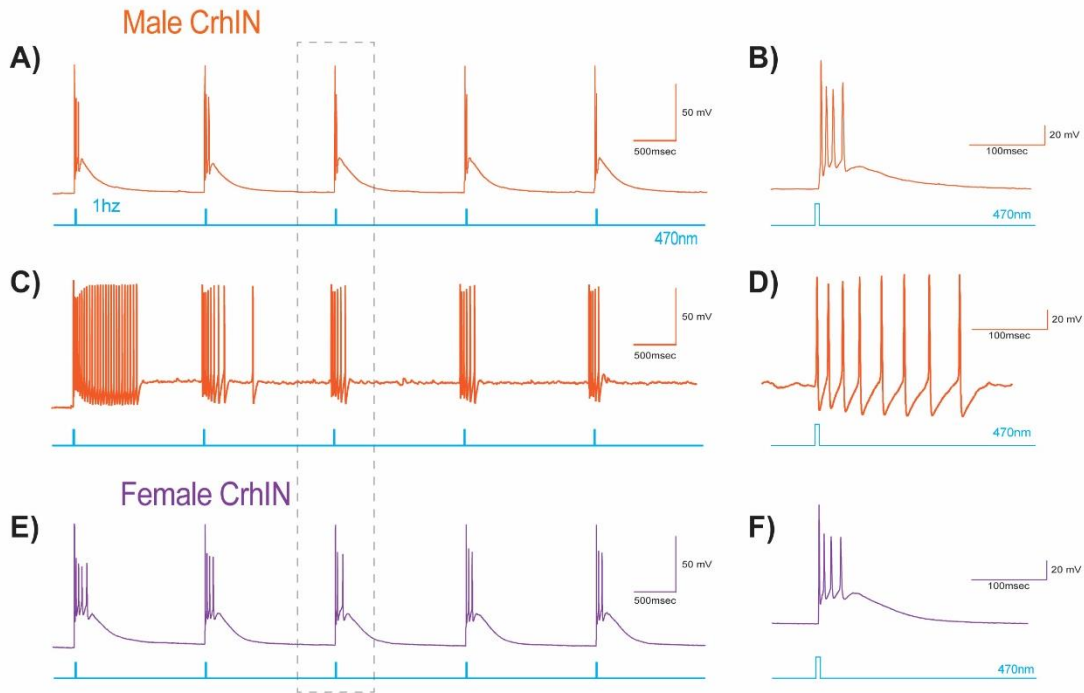 Male CrhIN
A)
B)
50 mV
500msec
20 mV
100msec
1hz
470nm
470nm
C)
D)
50 mV
500msec
20 mV
100msec
470nm
Female CrhIN
E)
F)
50 mV
500msec
20 mV
100msec
470nm